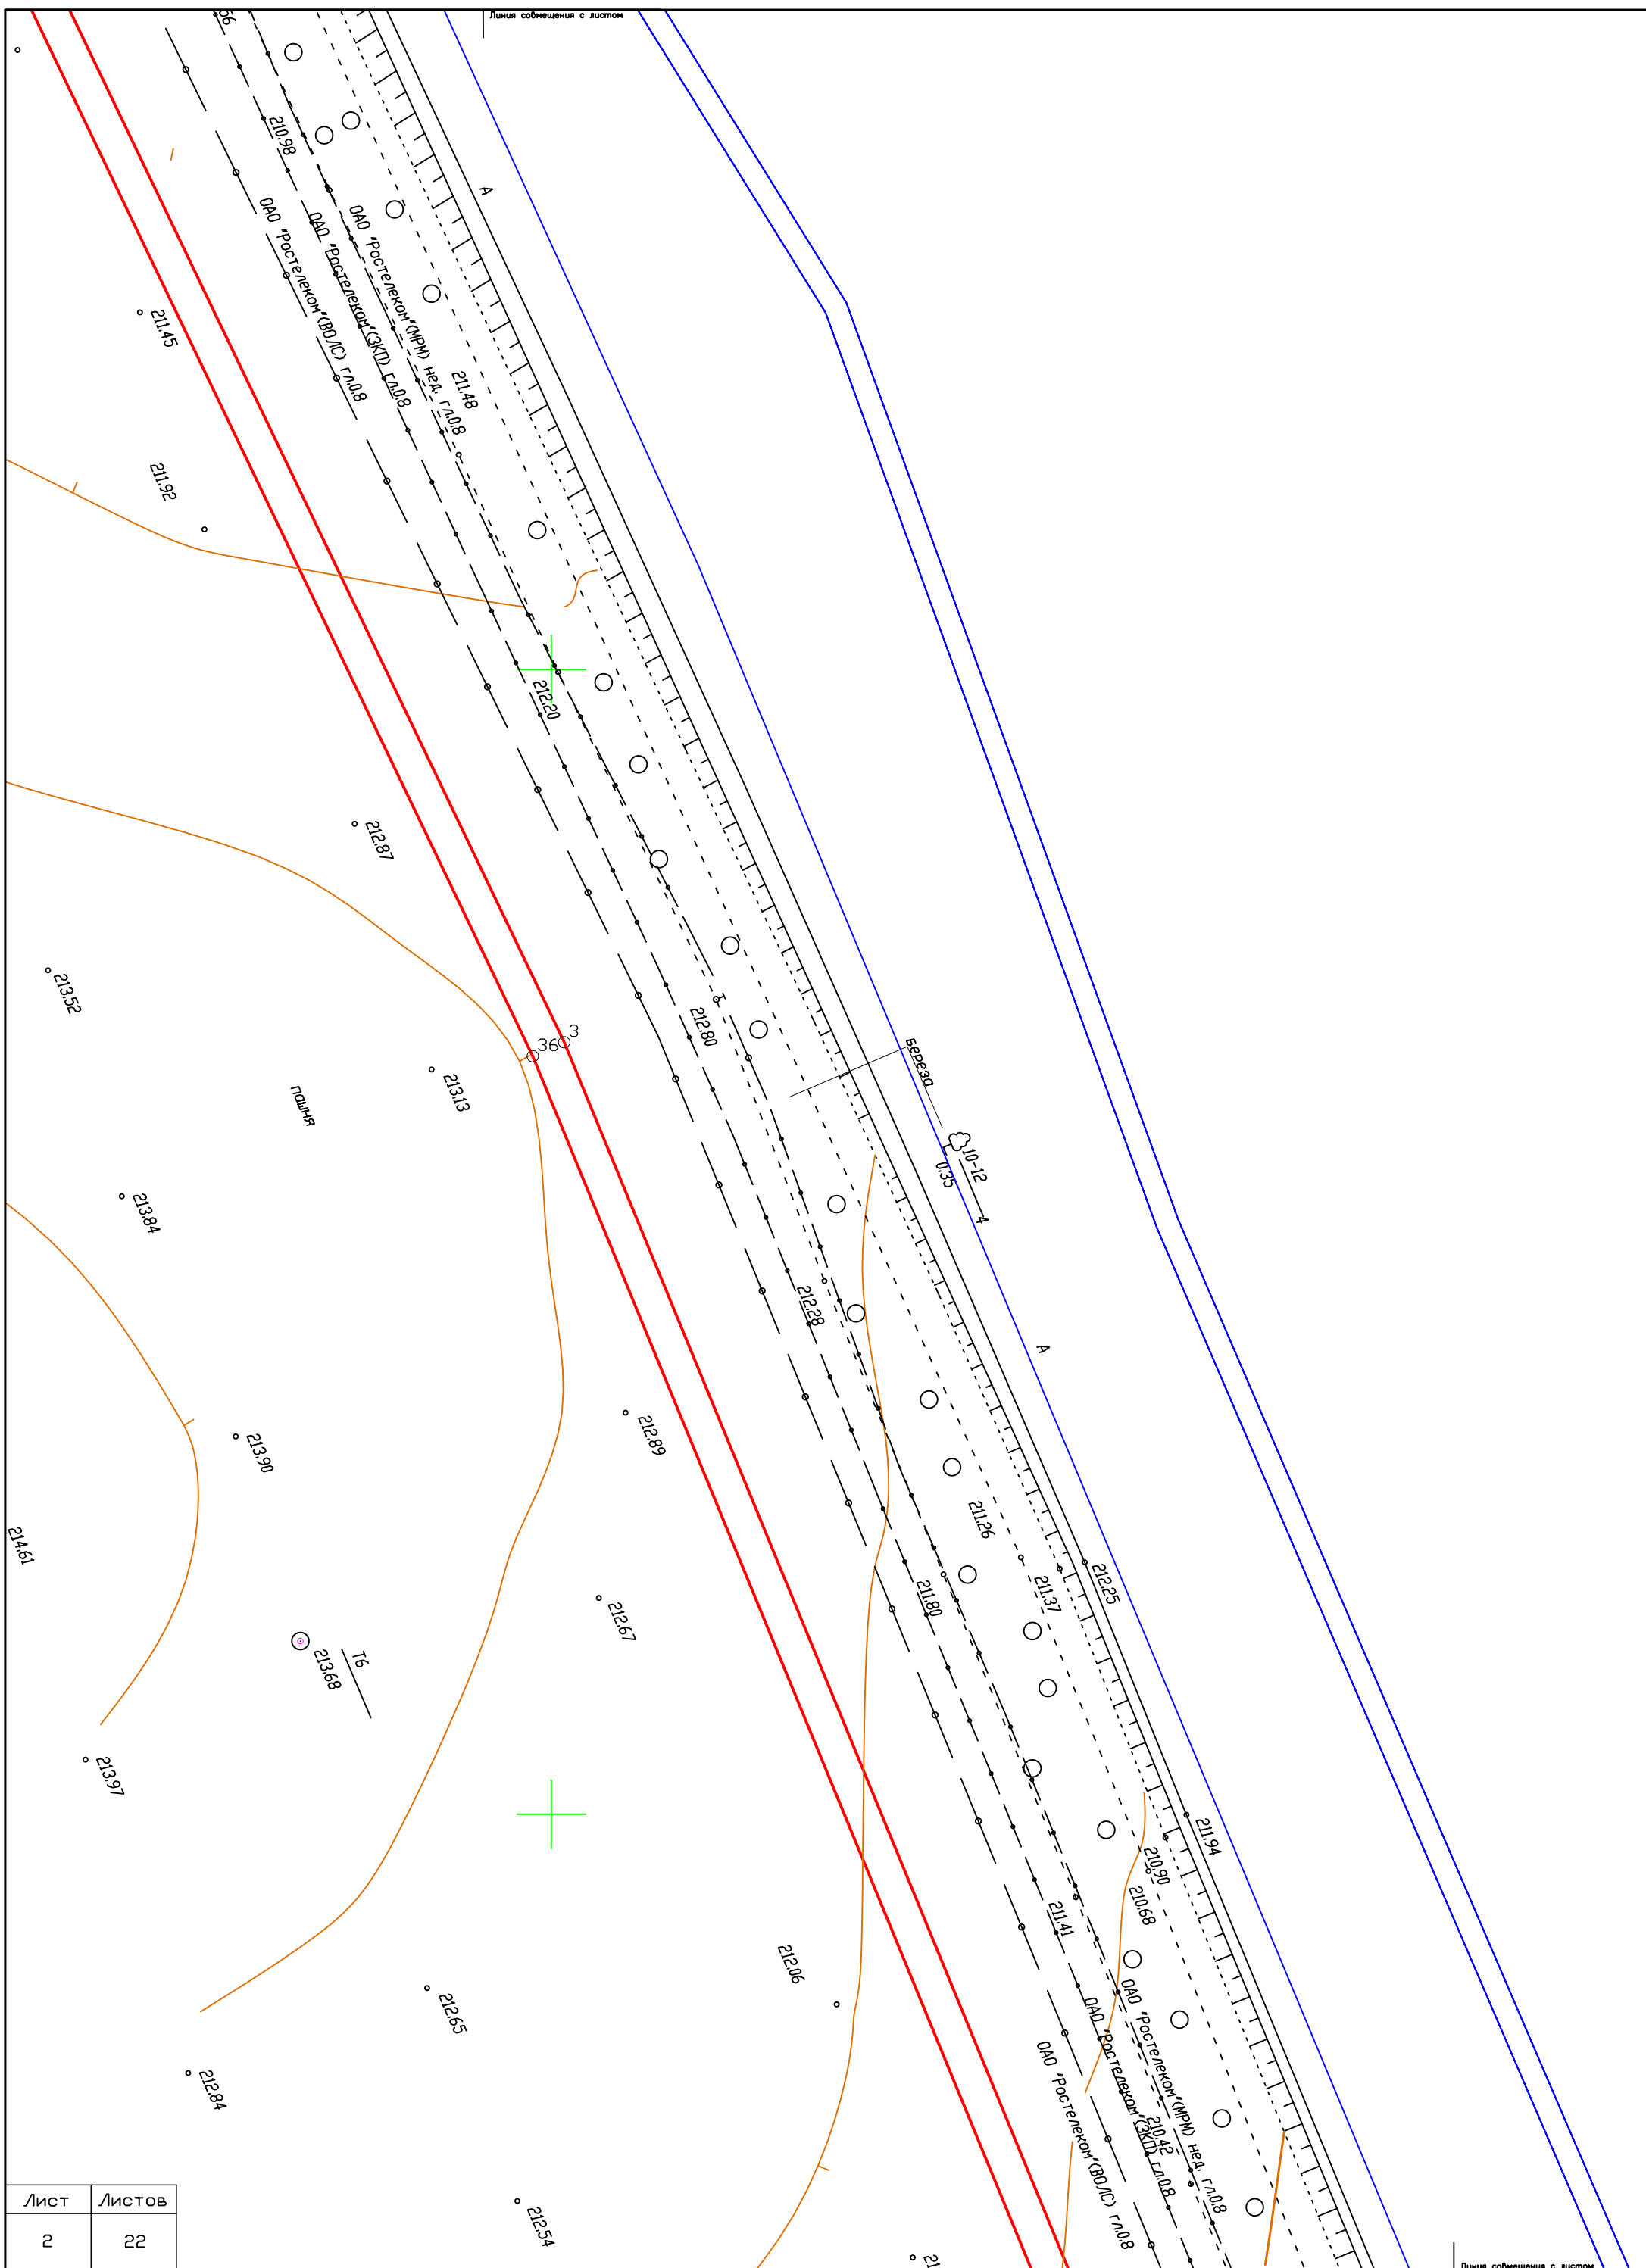 Линия совмещения с листом
210.98
А
ОАО "Ростелеком"(ВОЛС) гл.0.8
ОАО "Ростелеком"(ЗКП) гл.0.8
ОАО "Ростелеком"(МРМ) нед. гл.0.8
211.45
211.48
211.92
212.20
212.87
213.52
212.80
36
3
213.13
пашня
береза
10-12
0.35
4
213.84
212.28
А
212.89
213.90
211.26
214.61
211.37
212.25
211.80
212.67
Т6
213.68
213.97
211.94
210.90
210.68
211.41
212.06
212.65
ОАО "Ростелеком"(МРМ) нед. гл.0.8
ОАО "Ростелеком"(ЗКП) гл.0.8
ОАО "Ростелеком"(ВОЛС) гл.0.8
212.84
210.42
212.54
Лист Листов
2 22
Линия совмещения с листом